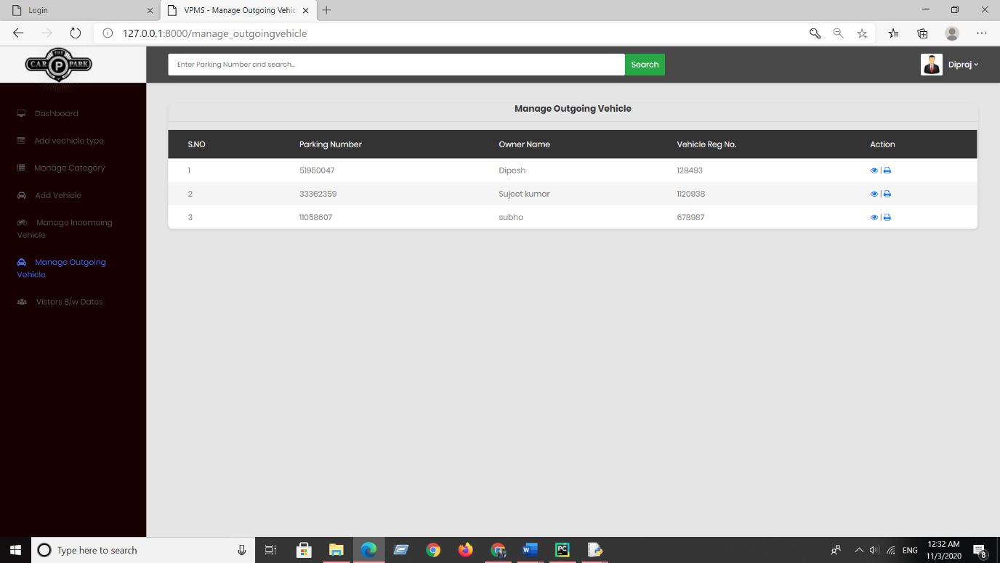 Login
VPMS - Manage Outgoing Vehic
127.0.0.1:8000/manage_outgoingvehicle
THE
CAR P PARK
Enter Parking Number and search...
Search
Dipraj
Dashboard
Add vechicle type
Manage Category
Add Vehicle
Manage Incomeing
Vehicle
Manage Outgoing
Vehicle
Vistors B/w Dates
Manage Outgoing Vehicle
S.NO Parking Number Owner Name Vehicle Reg No. Action
1 51950047 Dipesh 128493 |
2 33362359 Sujeet kumar 1120938 |
3 11058607 subho 678987 |
Type here to search
W
PC
ENG
12:32 AM
11/3/2020
8